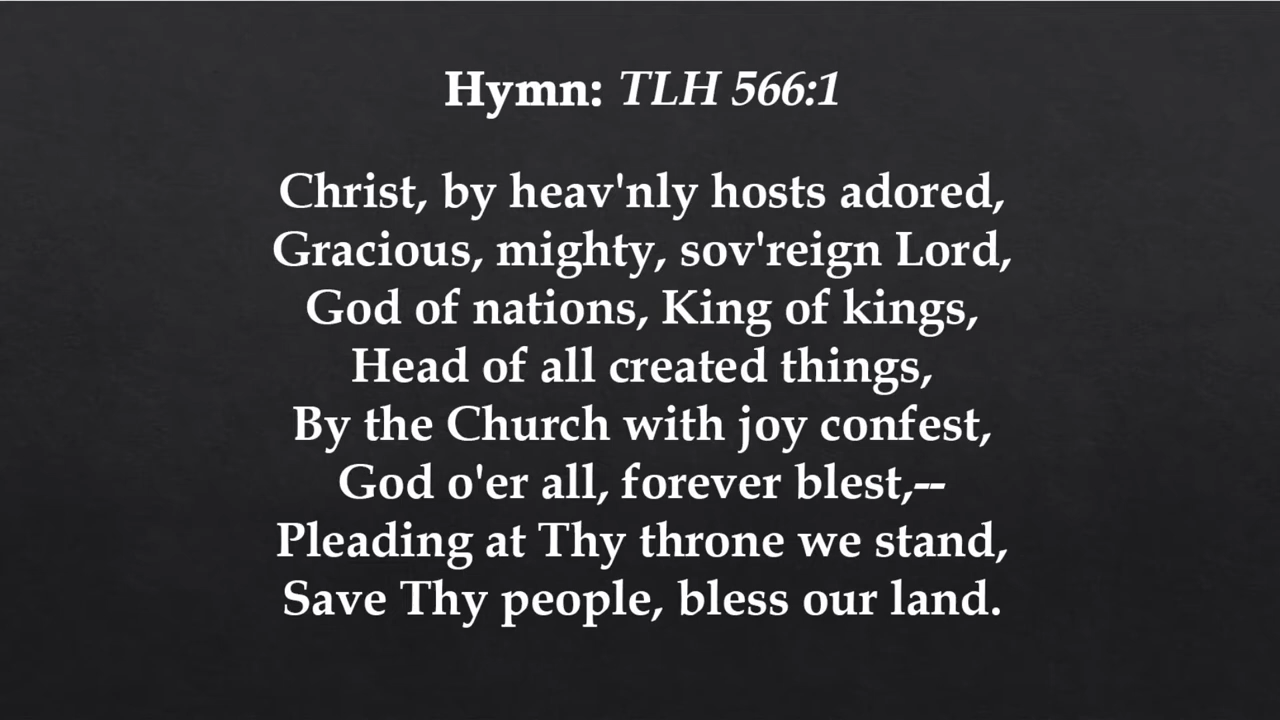 Hymn: TLH 566:1
Christ, by heav'nly hosts adored,
Gracious, mighty, sov'reign Lord,
God of nations, King of kings,
Head of all created things,
By the Church with joy confest,
God o'er all, forever blest,--
Pleading at Thy throne we stand,
Save Thy people, bless our land.